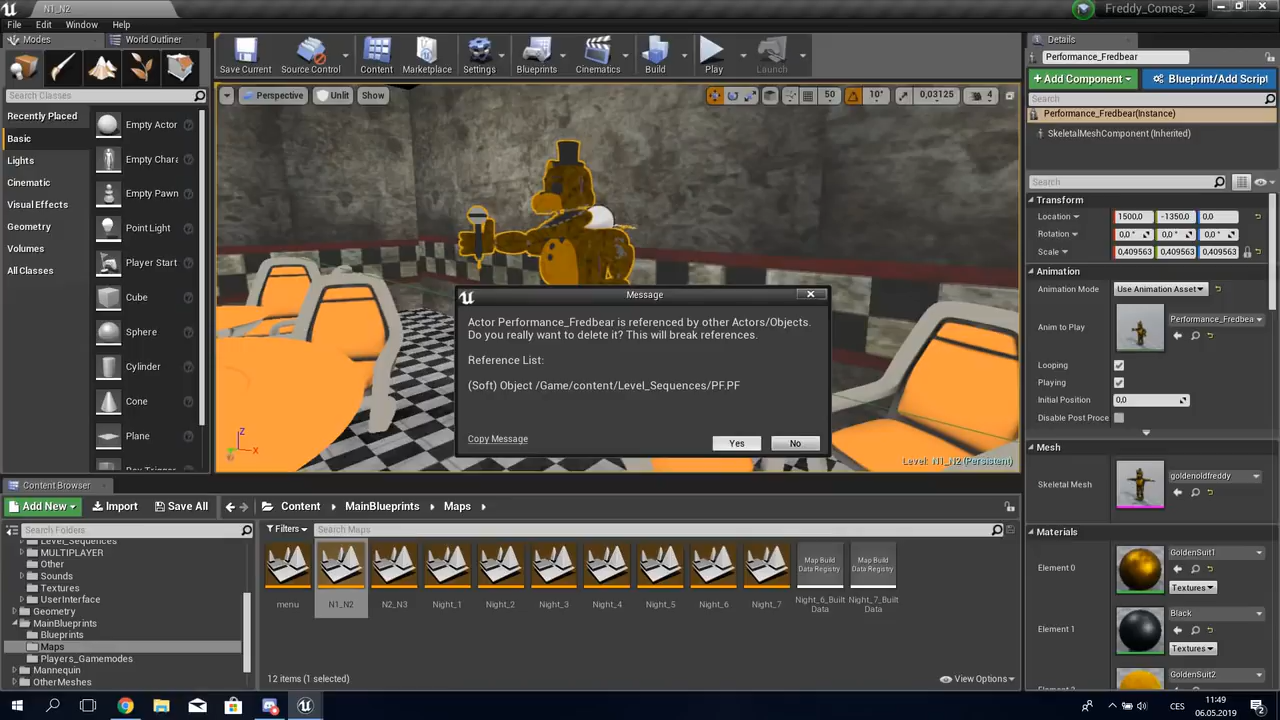 N1_N2
Freddy_Comes_2
File Edit Window Help
Modes World Outliner
Search Classes
Recently Placed
Basic
Lights
Cinematic
Visual Effects
Geometry
Volumes
All Classes
Empty Actor
Empty Chara
Empty Pawn
Point Light
Player Start
Cube
Sphere
Cylinder
Cone
Plane
Box Trigger
Save Current Source Control Content Marketplace Settings Blueprints Cinematics Build Play Launch
Perspective Unlit Show 50 10° 0,03125 4
Message
Actor Performance_Fredbear is referenced by other Actors/Objects.
Do you really want to delete it? This will break references.
Reference List:
(Soft) Object /Game/content/Level_Sequences/PF.PF
Copy Message Yes No
Z
X
Level: N1_N2 (Persistent)
Details
Performance_Fredbear
+ Add Component Blueprint/Add Script
Search
Performance_Fredbear(Instance)
SkeletalMeshComponent (Inherited)
Search
Transform
Location 1500,0 -1350,0 0,0
Rotation 0,0 ° 0,0 ° 0,0 °
Scale 0,409563 0,409563 0,409563
Animation
Animation Mode Use Animation Asset
Anim to Play Performance_Fredbea
Looping
Playing
Initial Position 0,0
Disable Post Proce
Mesh
Skeletal Mesh goldenoldfreddy
Materials
Element 0 GoldenSuit1
Textures
Element 1 Black
Textures
GoldenSuit2
Content Browser
Add New Import Save All Content MainBlueprints Maps
Search Folders
Filters Search Maps
Level_Sequences
MULTIPLAYER
Other
Sounds
Textures
UserInterface
Geometry
MainBlueprints
Blueprints
Maps
Players_Gamemodes
Mannequin
OtherMeshes
Map Build Data Registry
Map Build Data Registry
menu N1_N2 N2_N3 Night_1 Night_2 Night_3 Night_4 Night_5 Night_6 Night_7 Night_6_Built Data Night_7_Built Data
12 items (1 selected) View Options
CES
11:49
06.05.2019
2